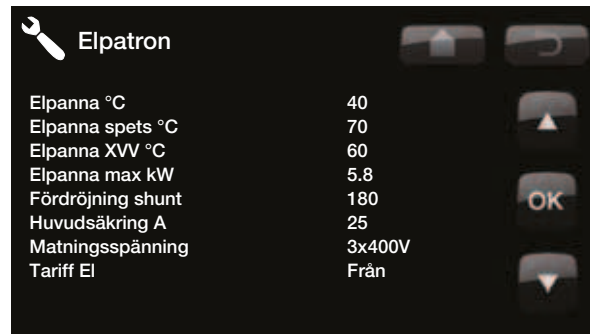 Elpatron
Elpanna °C 40
Elpanna spets °C 70
Elpanna XVV °C 60
Elpanna max kW 5.8
Fördröjning shunt 180
OK
Huvudsäkring A 25
Matningsspänning 3x400V
Tariff El Från